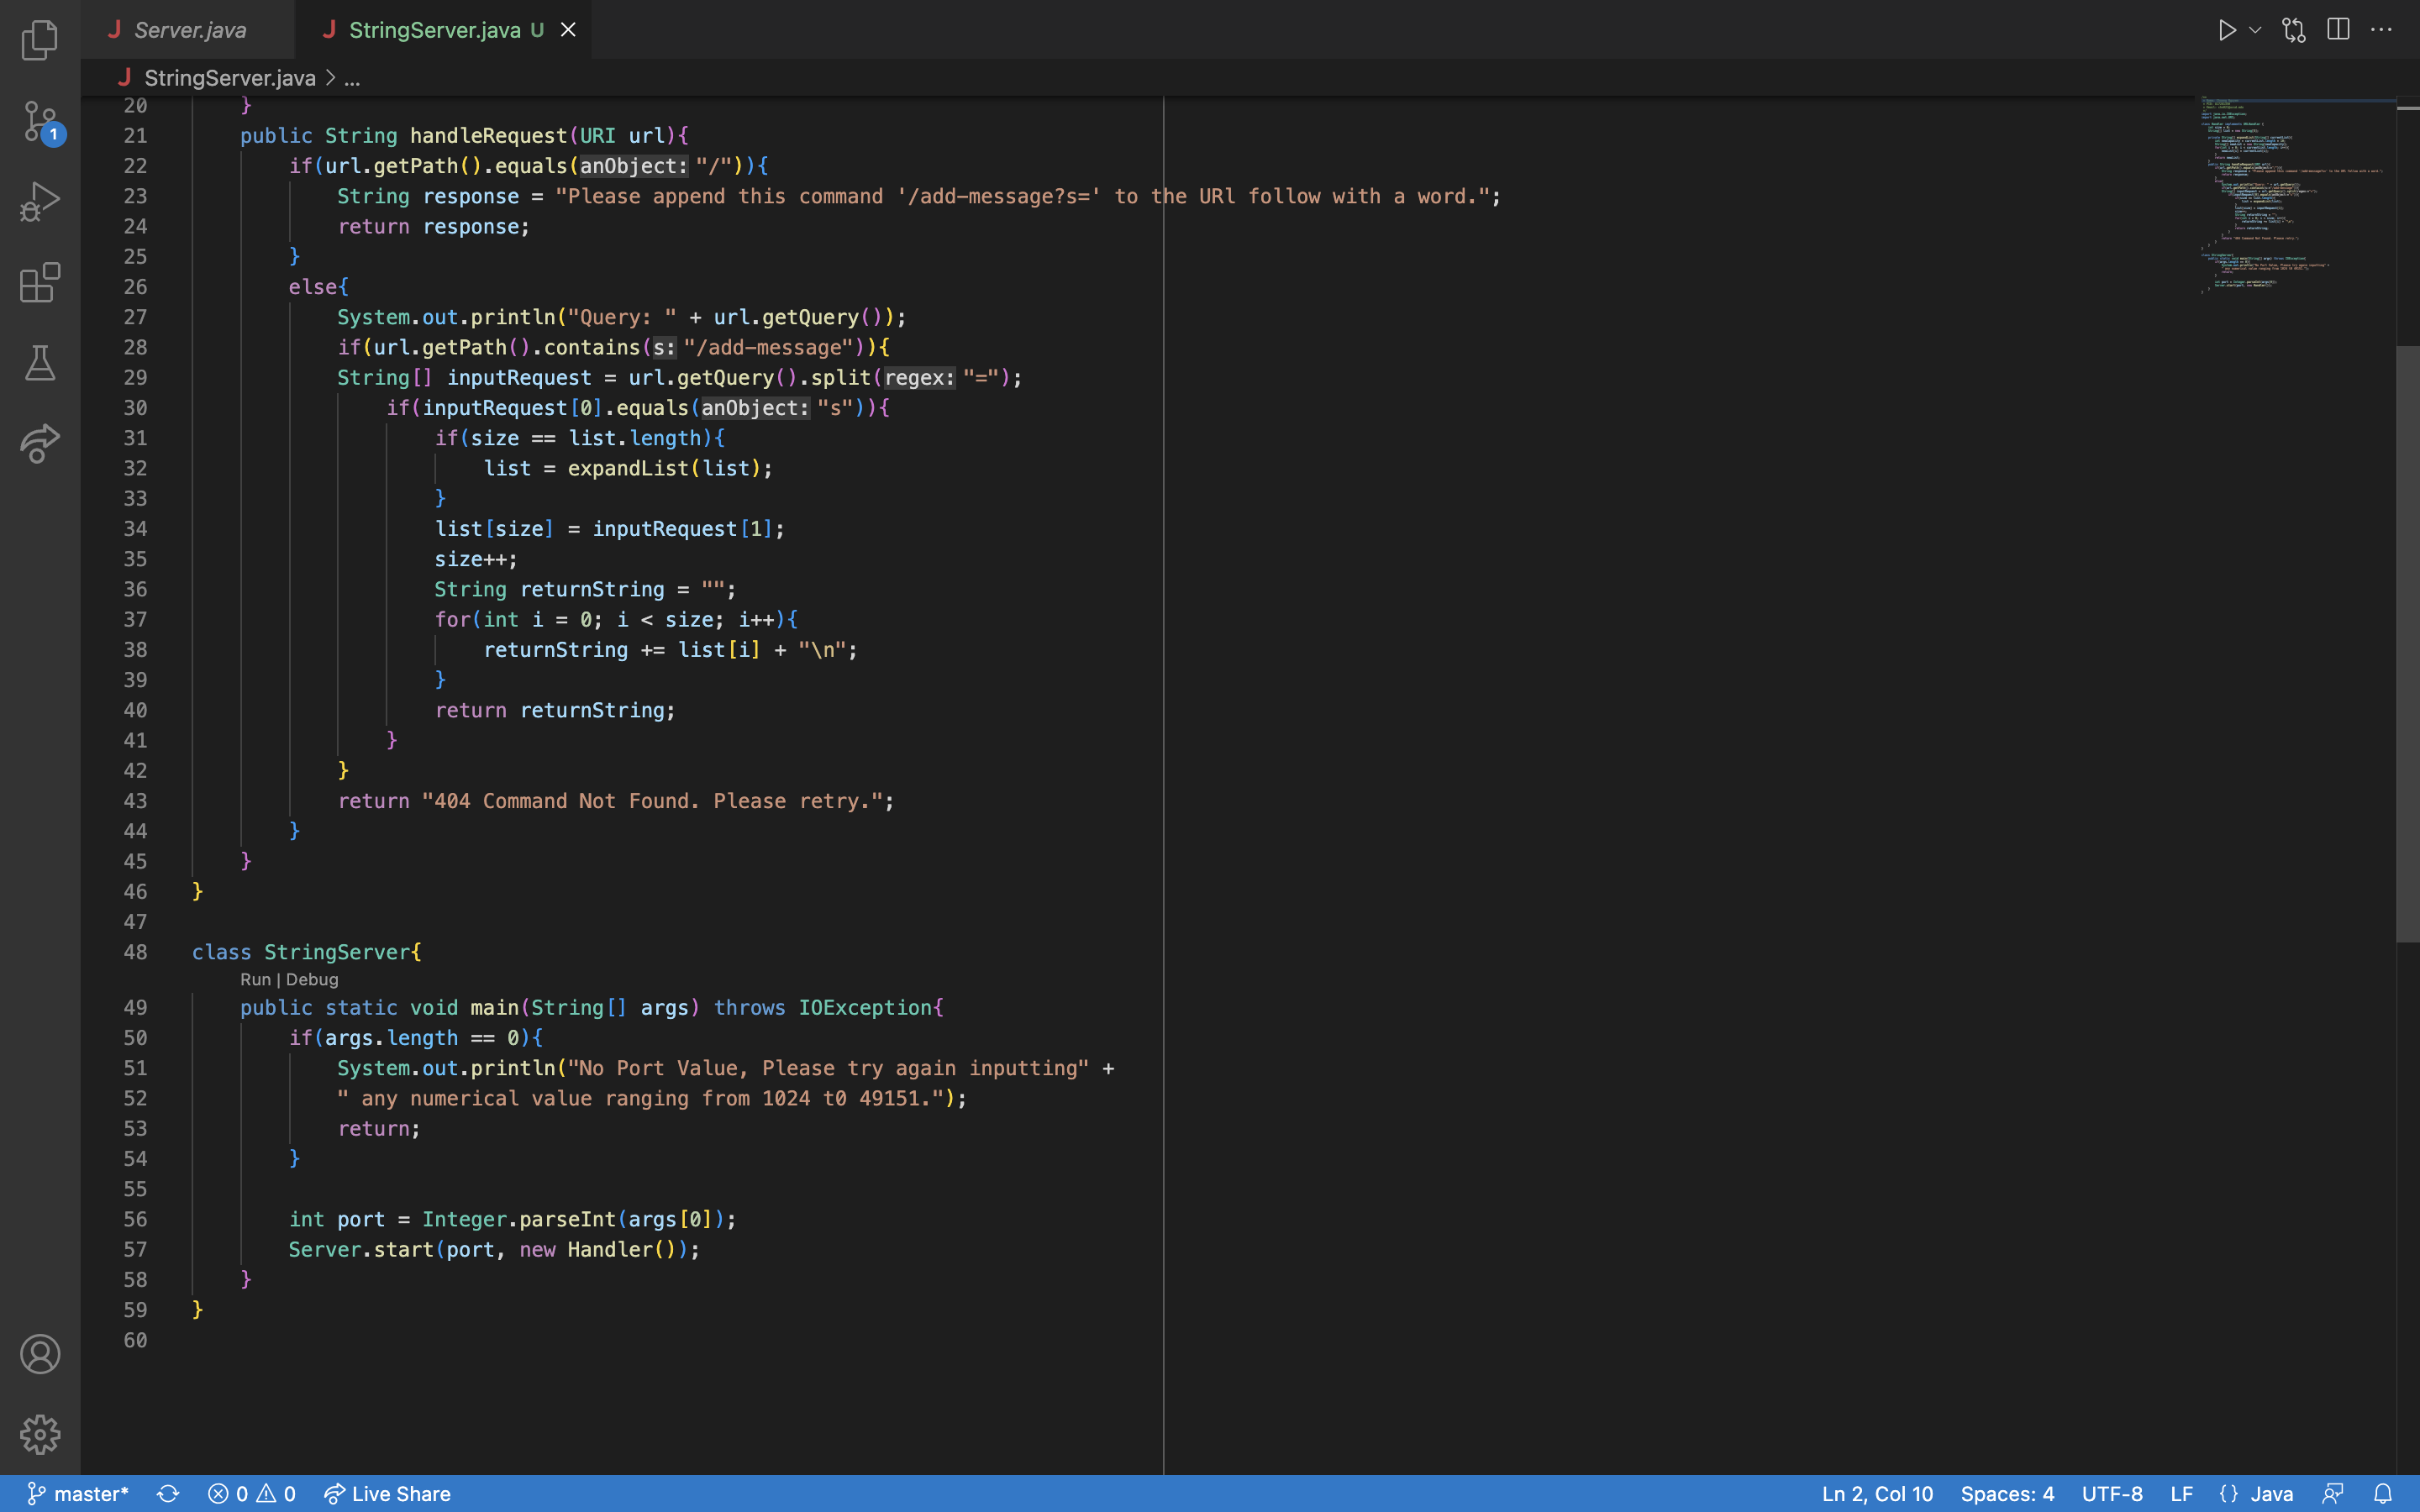 J Server.java J StringServer.java U
J StringServer.java > ...
20 }
21 public String handleRequest(URI url){
22 if(url.getPath().equals(anObject: "/")){
23 String response = "Please append this command '/add-message?s=' to the URl follow with a word.";
24 return response;
25 }
26 else{
27 System.out.println("Query: " + url.getQuery());
28 if(url.getPath().contains(s: "/add-message")){
29 String[] inputRequest = url.getQuery().split(regex: "=");
30 if(inputRequest[0].equals(anObject: "s")){
31 if(size == list.length){
32 list = expandList(list);
33 }
34 list[size] = inputRequest[1];
35 size++;
36 String returnString = "";
37 for(int i = 0; i < size; i++){
38 returnString += list[i] + "\n";
39 }
40 return returnString;
41 }
42 }
43 return "404 Command Not Found. Please retry.";
44 }
45 }
46 }
47
48 class StringServer{
Run | Debug
49 public static void main(String[] args) throws IOException{
50 if(args.length == 0){
51 System.out.println("No Port Value, Please try again inputting" +
52 " any numerical value ranging from 1024 t0 49151.");
53 return;
54 }
55
56 int port = Integer.parseInt(args[0]);
57 Server.start(port, new Handler());
58 }
59 }
60
1
master* 0 0 Live Share Ln 2, Col 10 Spaces: 4 UTF-8 LF {} Java